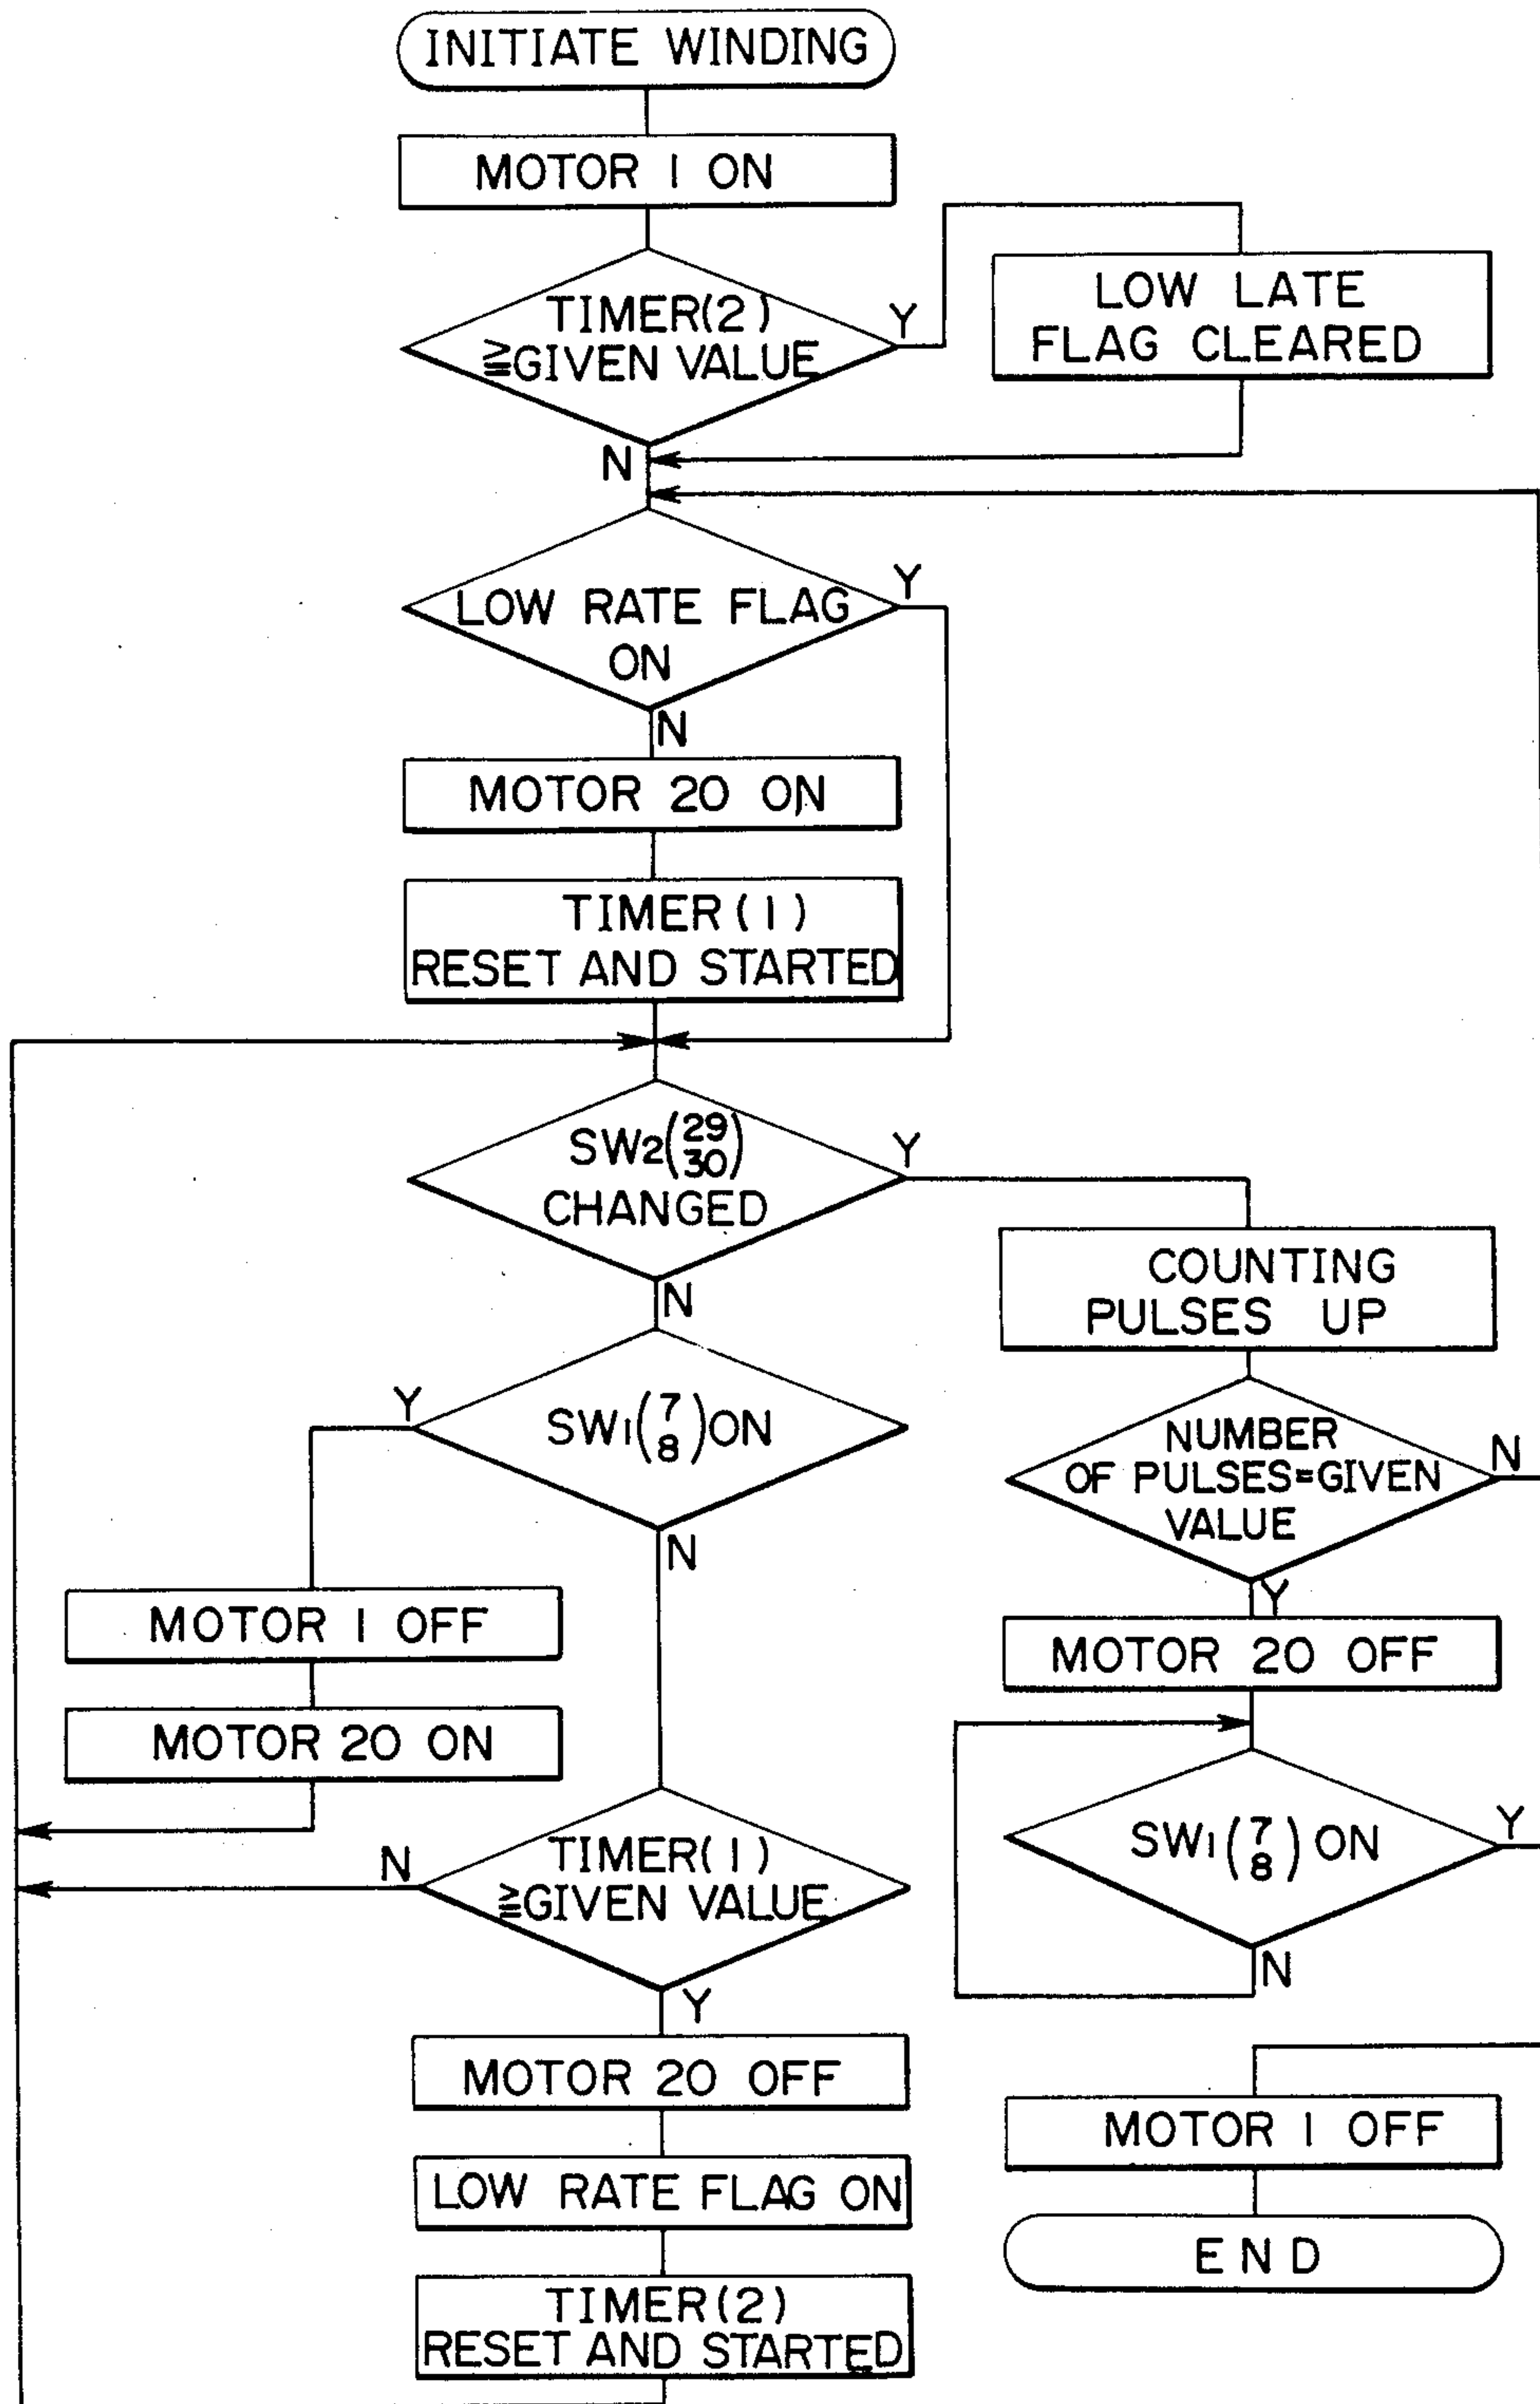 INITIATE WINDING
MOTOR 1 ON
TIMER(2)
≧GIVEN VALUE
Y
LOW LATE
FLAG CLEARED
N
LOW RATE FLAG
ON
Y
N
MOTOR 20 ON
TIMER(1)
RESET AND STARTED
SW2(29
30)
CHANGED
Y
N
COUNTING
PULSES UP
SW1(7
8)ON
Y
N
NUMBER
OF PULSES=GIVEN
VALUE
N
Y
MOTOR 1 OFF
MOTOR 20 ON
MOTOR 20 OFF
SW1(7
8)ON
Y
N
TIMER(1)
≧GIVEN VALUE
N
Y
MOTOR 20 OFF
LOW RATE FLAG ON
TIMER(2)
RESET AND STARTED
MOTOR 1 OFF
END